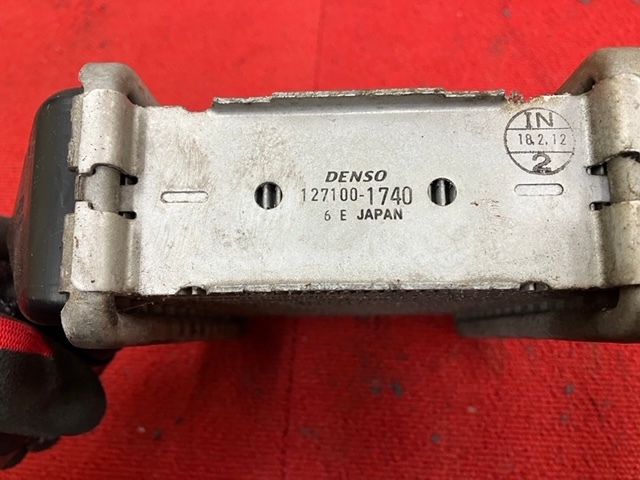 DENSO
127100-1740
6 E JAPAN
IN
18.2.12
2